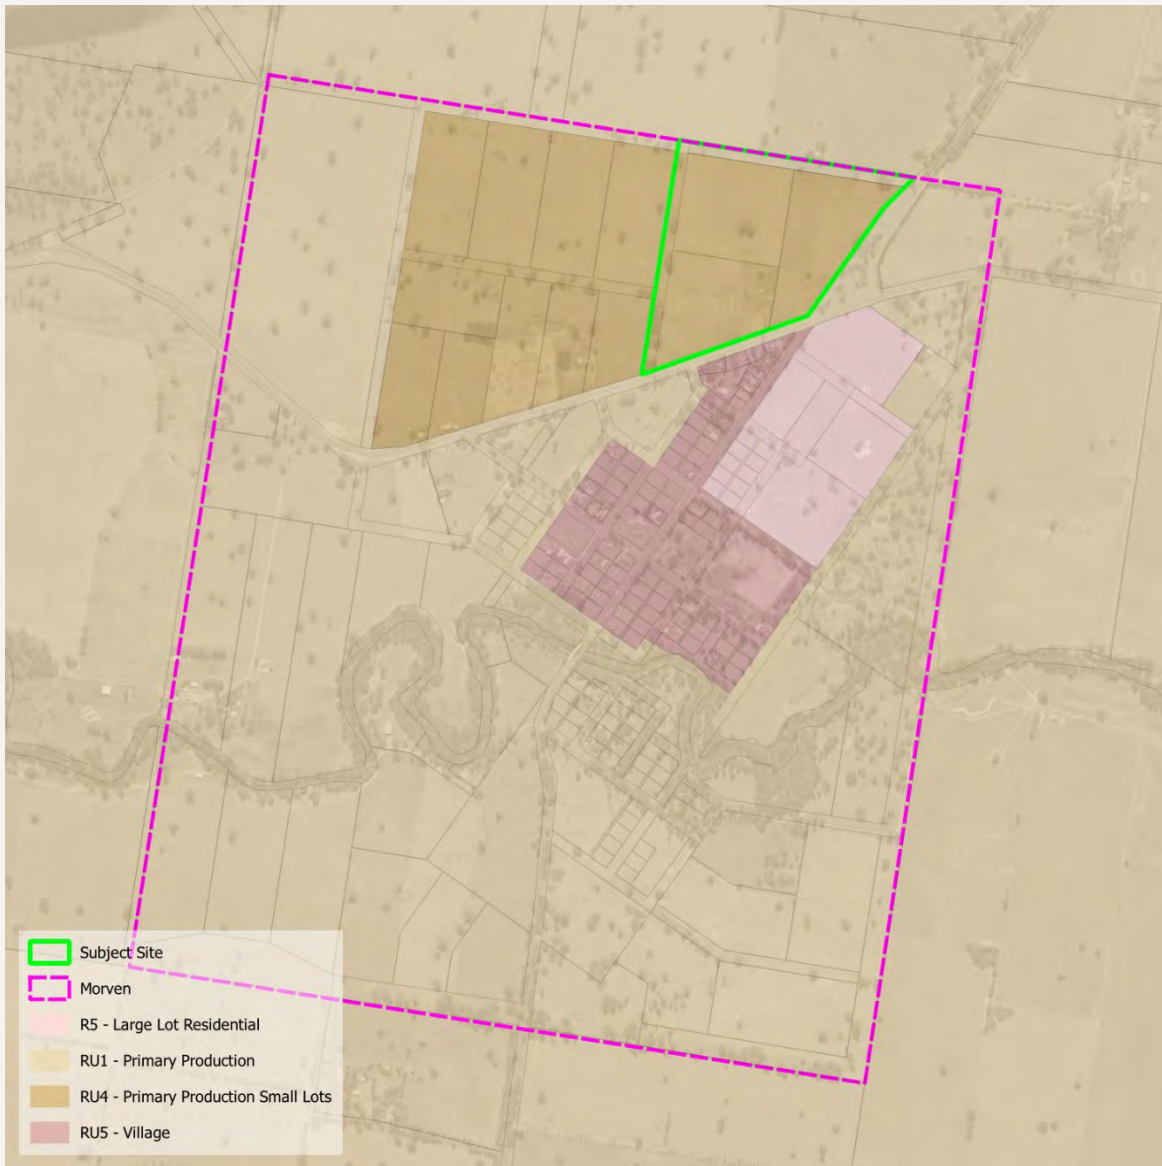 Subject Site
Morven
R5 - Large Lot Residential
RU1 - Primary Production
RU4 - Primary Production Small Lots
RU5 - Village